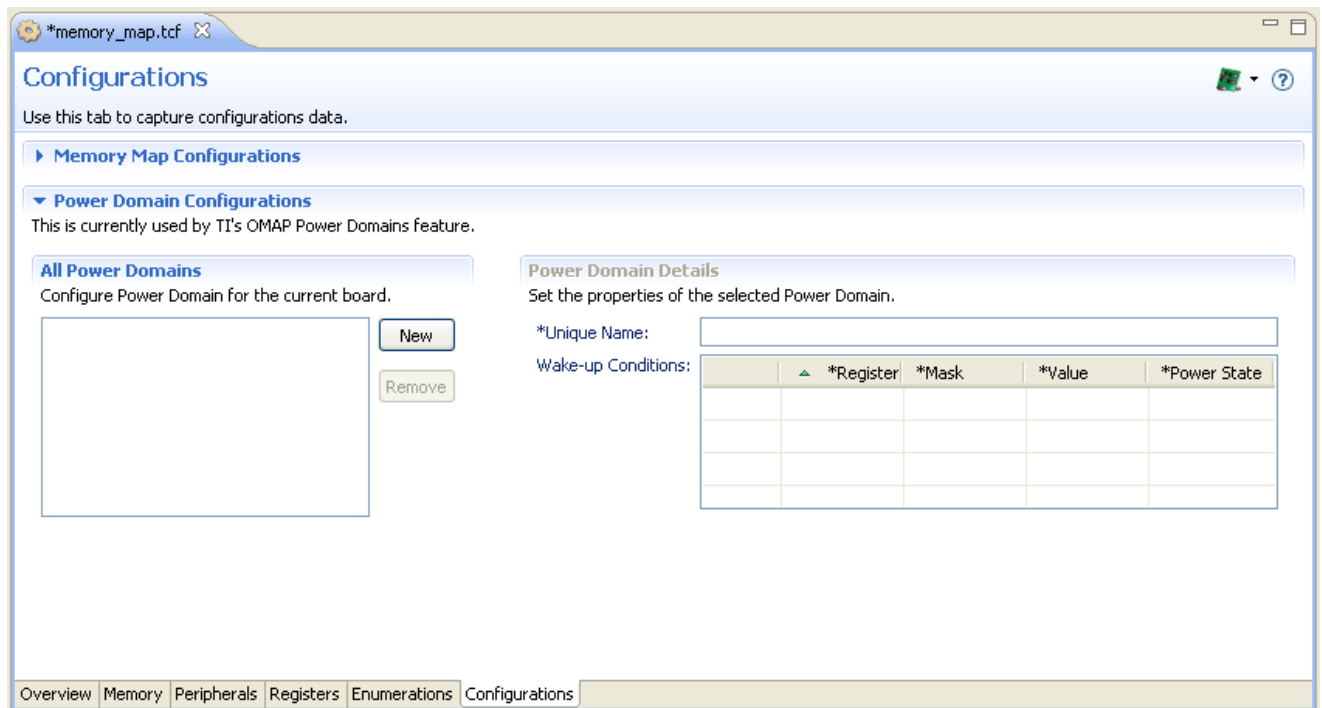 *memory_map.tcf
Configurations
Use this tab to capture configurations data.
Memory Map Configurations
Power Domain Configurations
This is currently used by TI's OMAP Power Domains feature.
All Power Domains
Configure Power Domain for the current board.
New
Remove
Power Domain Details
Set the properties of the selected Power Domain.
*Unique Name:
Wake-up Conditions:
*Register *Mask *Value *Power State
Overview Memory Peripherals Registers Enumerations Configurations